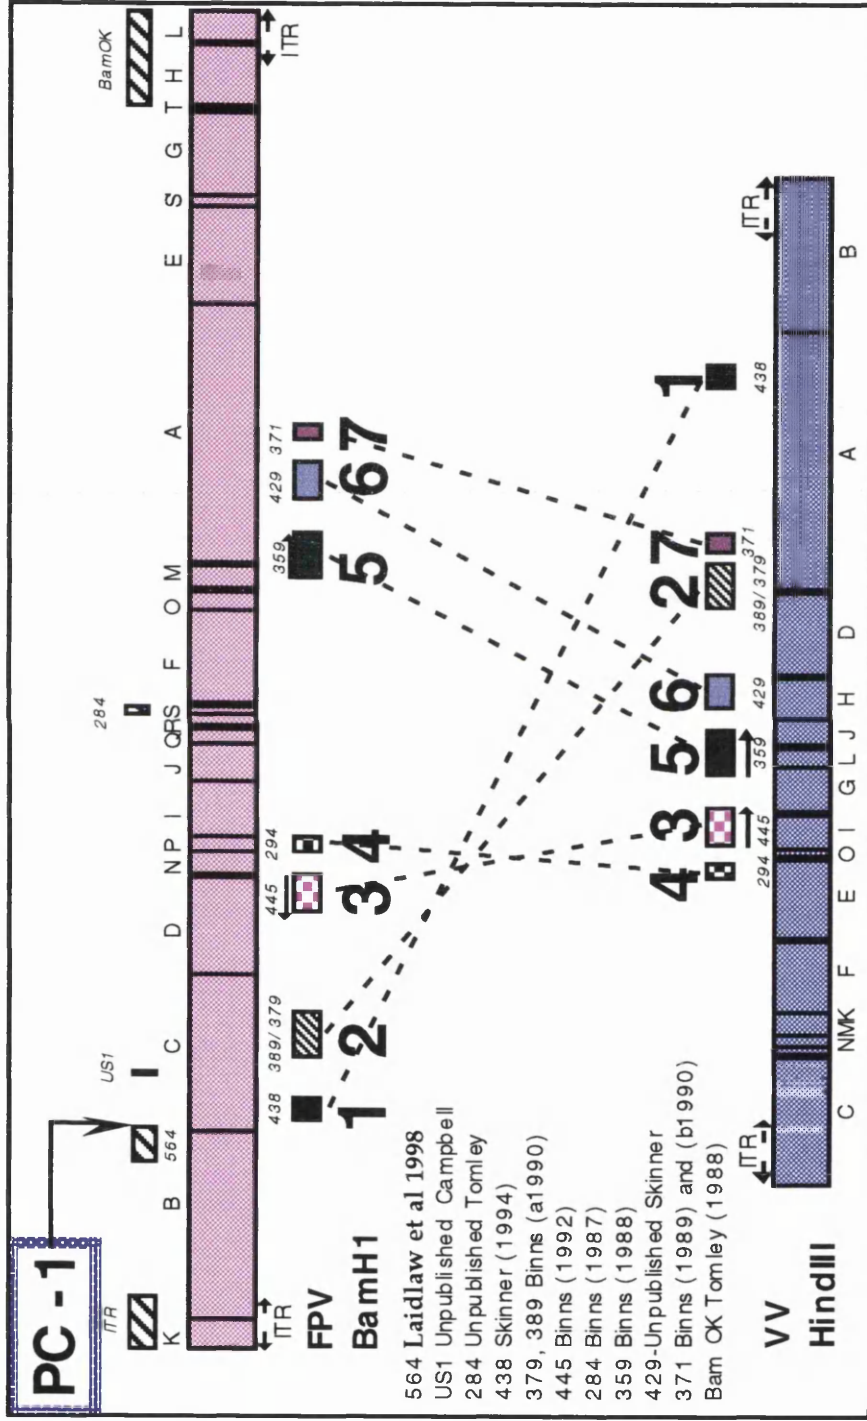 PC-1
ITR
564
US1
284
BamOK
K B C D N P I J Q R S F O M A E S G T H L
ITR
ITR
FPV
438 389/379 445 294 359 429 371
BamH1
1 2 3 4 5 6 7
564 Laidlaw et al 1998
US1 Unpublished Campbell
284 Unpublished Tomley
438 Skinner (1994)
379, 389 Binns (a1990)
445 Binns (1992)
284 Binns (1987)
359 Binns (1988)
429-Unpublished Skinner
371 Binns (1989) and (b1990)
Bam OK Tomley (1988)
4 3 5 6 2 7 1
294 445 359 429 389/379 371 438
VV
ITR
ITR
HindIII
C N M K F E O I G L J H D A B